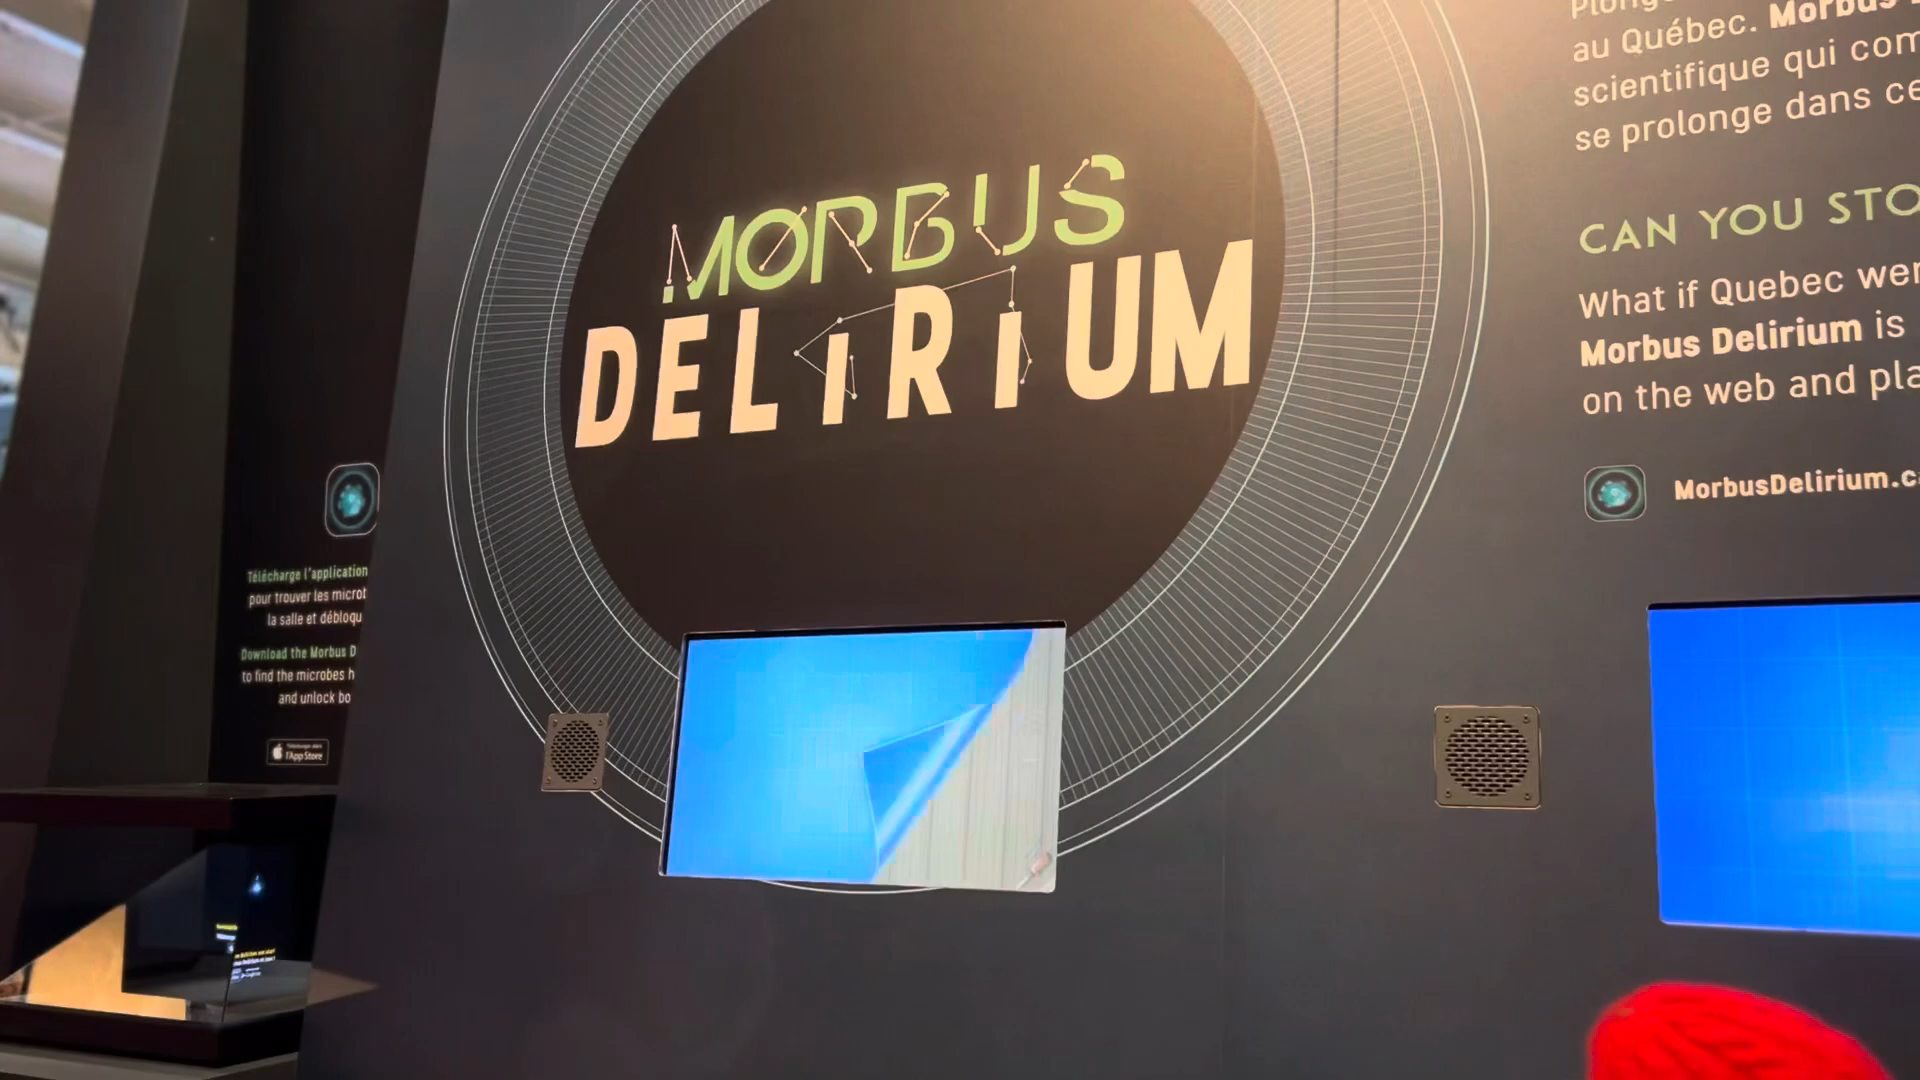 MORBUS
DELiRiUM
au Québec. Morbus
scientifique qui com
se prolonge dans ce
CAN YOU STO
What if Quebec wer
Morbus Delirium is
on the web and pla
MorbusDelirium.c
Télécharge l'application
pour trouver les microb
la salle et débloqu
Download the Morbus D
to find the microbes h
and unlock bo
Télécharger dans
l'App Store